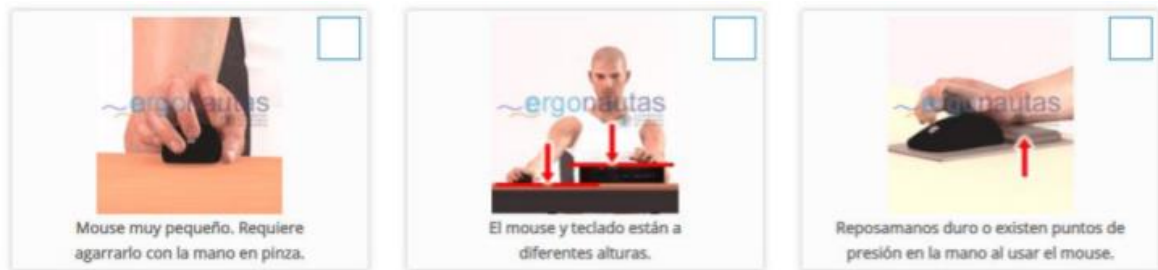 ergonautas
ergonautas
ergonautas
Mouse muy pequeño. Requiere
agarrarlo con la mano en pinza.
El mouse y teclado están a
diferentes alturas.
Reposamanos duro o existen puntos de
presión en la mano al usar el mouse.